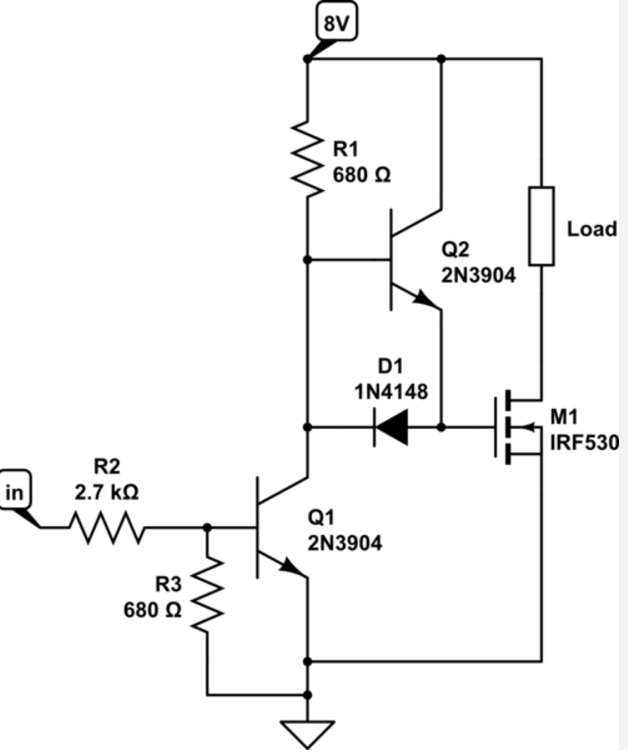 8V
R1
680 Ω
Load
Q2
2N3904
D1
1N4148
M1
IRF530
R2
2.7 kΩ
in
Q1
2N3904
R3
680 Ω